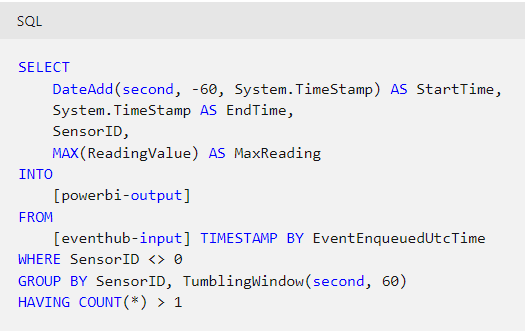 SQL
SELECT
DateAdd(second, -60, System.TimeStamp) AS StartTime,
System.TimeStamp AS EndTime,
SensorID,
MAX(ReadingValue) AS MaxReading
INTO
[powerbi-output]
FROM
[eventhub-input] TIMESTAMP BY EventEnqueuedUtcTime
WHERE SensorID <> 0
GROUP BY SensorID, TumblingWindow(second, 60)
HAVING COUNT(*) > 1